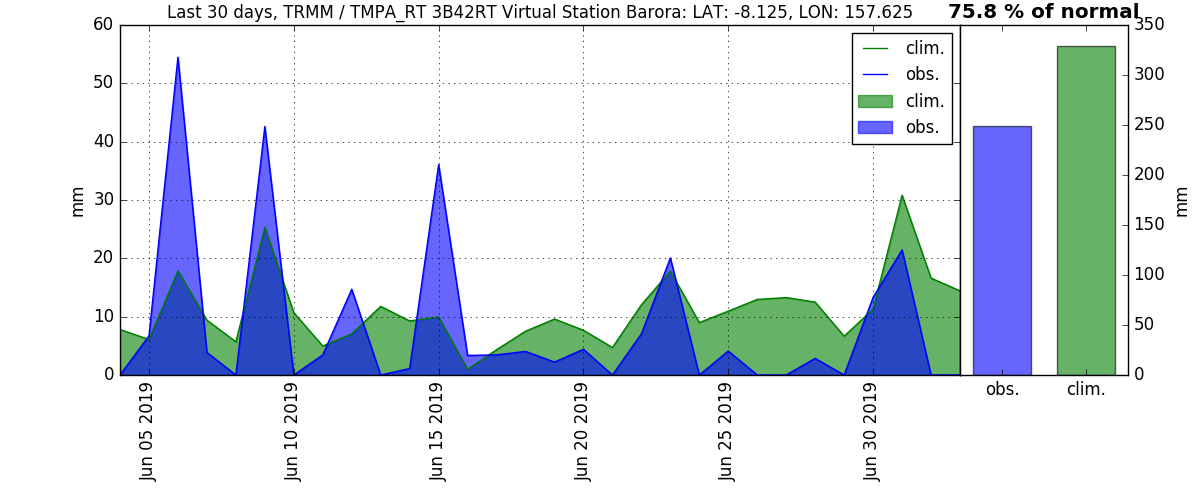 Last 30 days, TRMM / TMPA_RT 3B42RT Virtual Station Barora: LAT: -8.125, LON: 157.625
75.8 % of normal
60
50
40
30
20
10
0
mm
clim.
obs.
clim.
obs.
Jun 05 2019
Jun 10 2019
Jun 15 2019
Jun 20 2019
Jun 25 2019
Jun 30 2019
350
300
250
200
150
100
50
0
mm
obs.
clim.